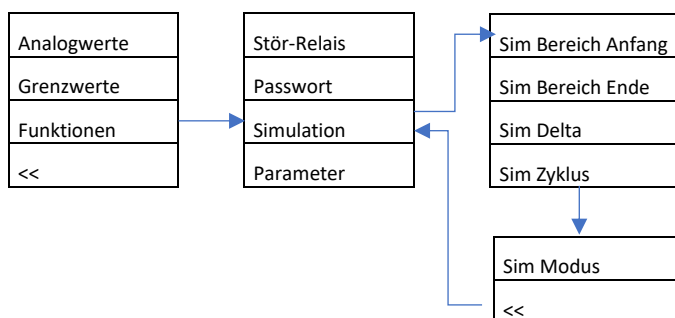 Analogwerte
Grenzwerte
Funktionen
<<
Stör-Relais
Passwort
Simulation
Parameter
Sim Bereich Anfang
Sim Bereich Ende
Sim Delta
Sim Zyklus
Sim Modus
<<